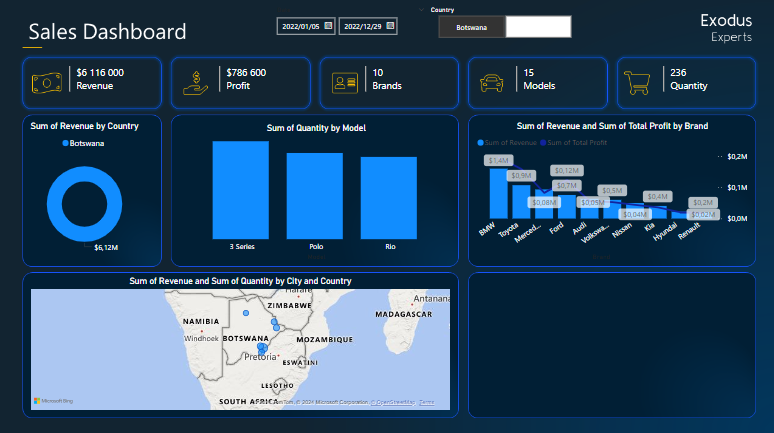 Country
Sales Dashboard
2022/01/05
2022/12/29
Botswana
Exodus
Experts
$6 116 000
Revenue
$786 600
Profit
10
Brands
15
Models
236
Quantity
Sum of Revenue by Country
Botswana
$6,12M
Sum of Quantity by Model
3 Series
Polo
Rio
Sum of Revenue and Sum of Total Profit by Brand
Sum of Revenue
Sum of Total Profit
$1,4M
$0,9M
$0,08M
$0,12M
$0,7M
$0,05M
$0,5M
$0,04M
$0,4M
$0,2M
$0,02M
$0,2M
$0,1M
$0,0M
BMW
Toyota
Merced...
Ford
Audi
Volkswa...
Nissan
Kia
Hyundai
Renault
Sum of Revenue and Sum of Quantity by City and Country
Harare
ZIMBABWE
Antanana
MADAGASCAR
NAMIBIA
Windhoek
BOTSWANA
MOZAMBIQUE
Pretoria
ESWATINI
LESOTHO
SOUTH AFRICA
Microsoft Bing
© 2024 Microsoft Corporation, © OpenStreetMap
Terms